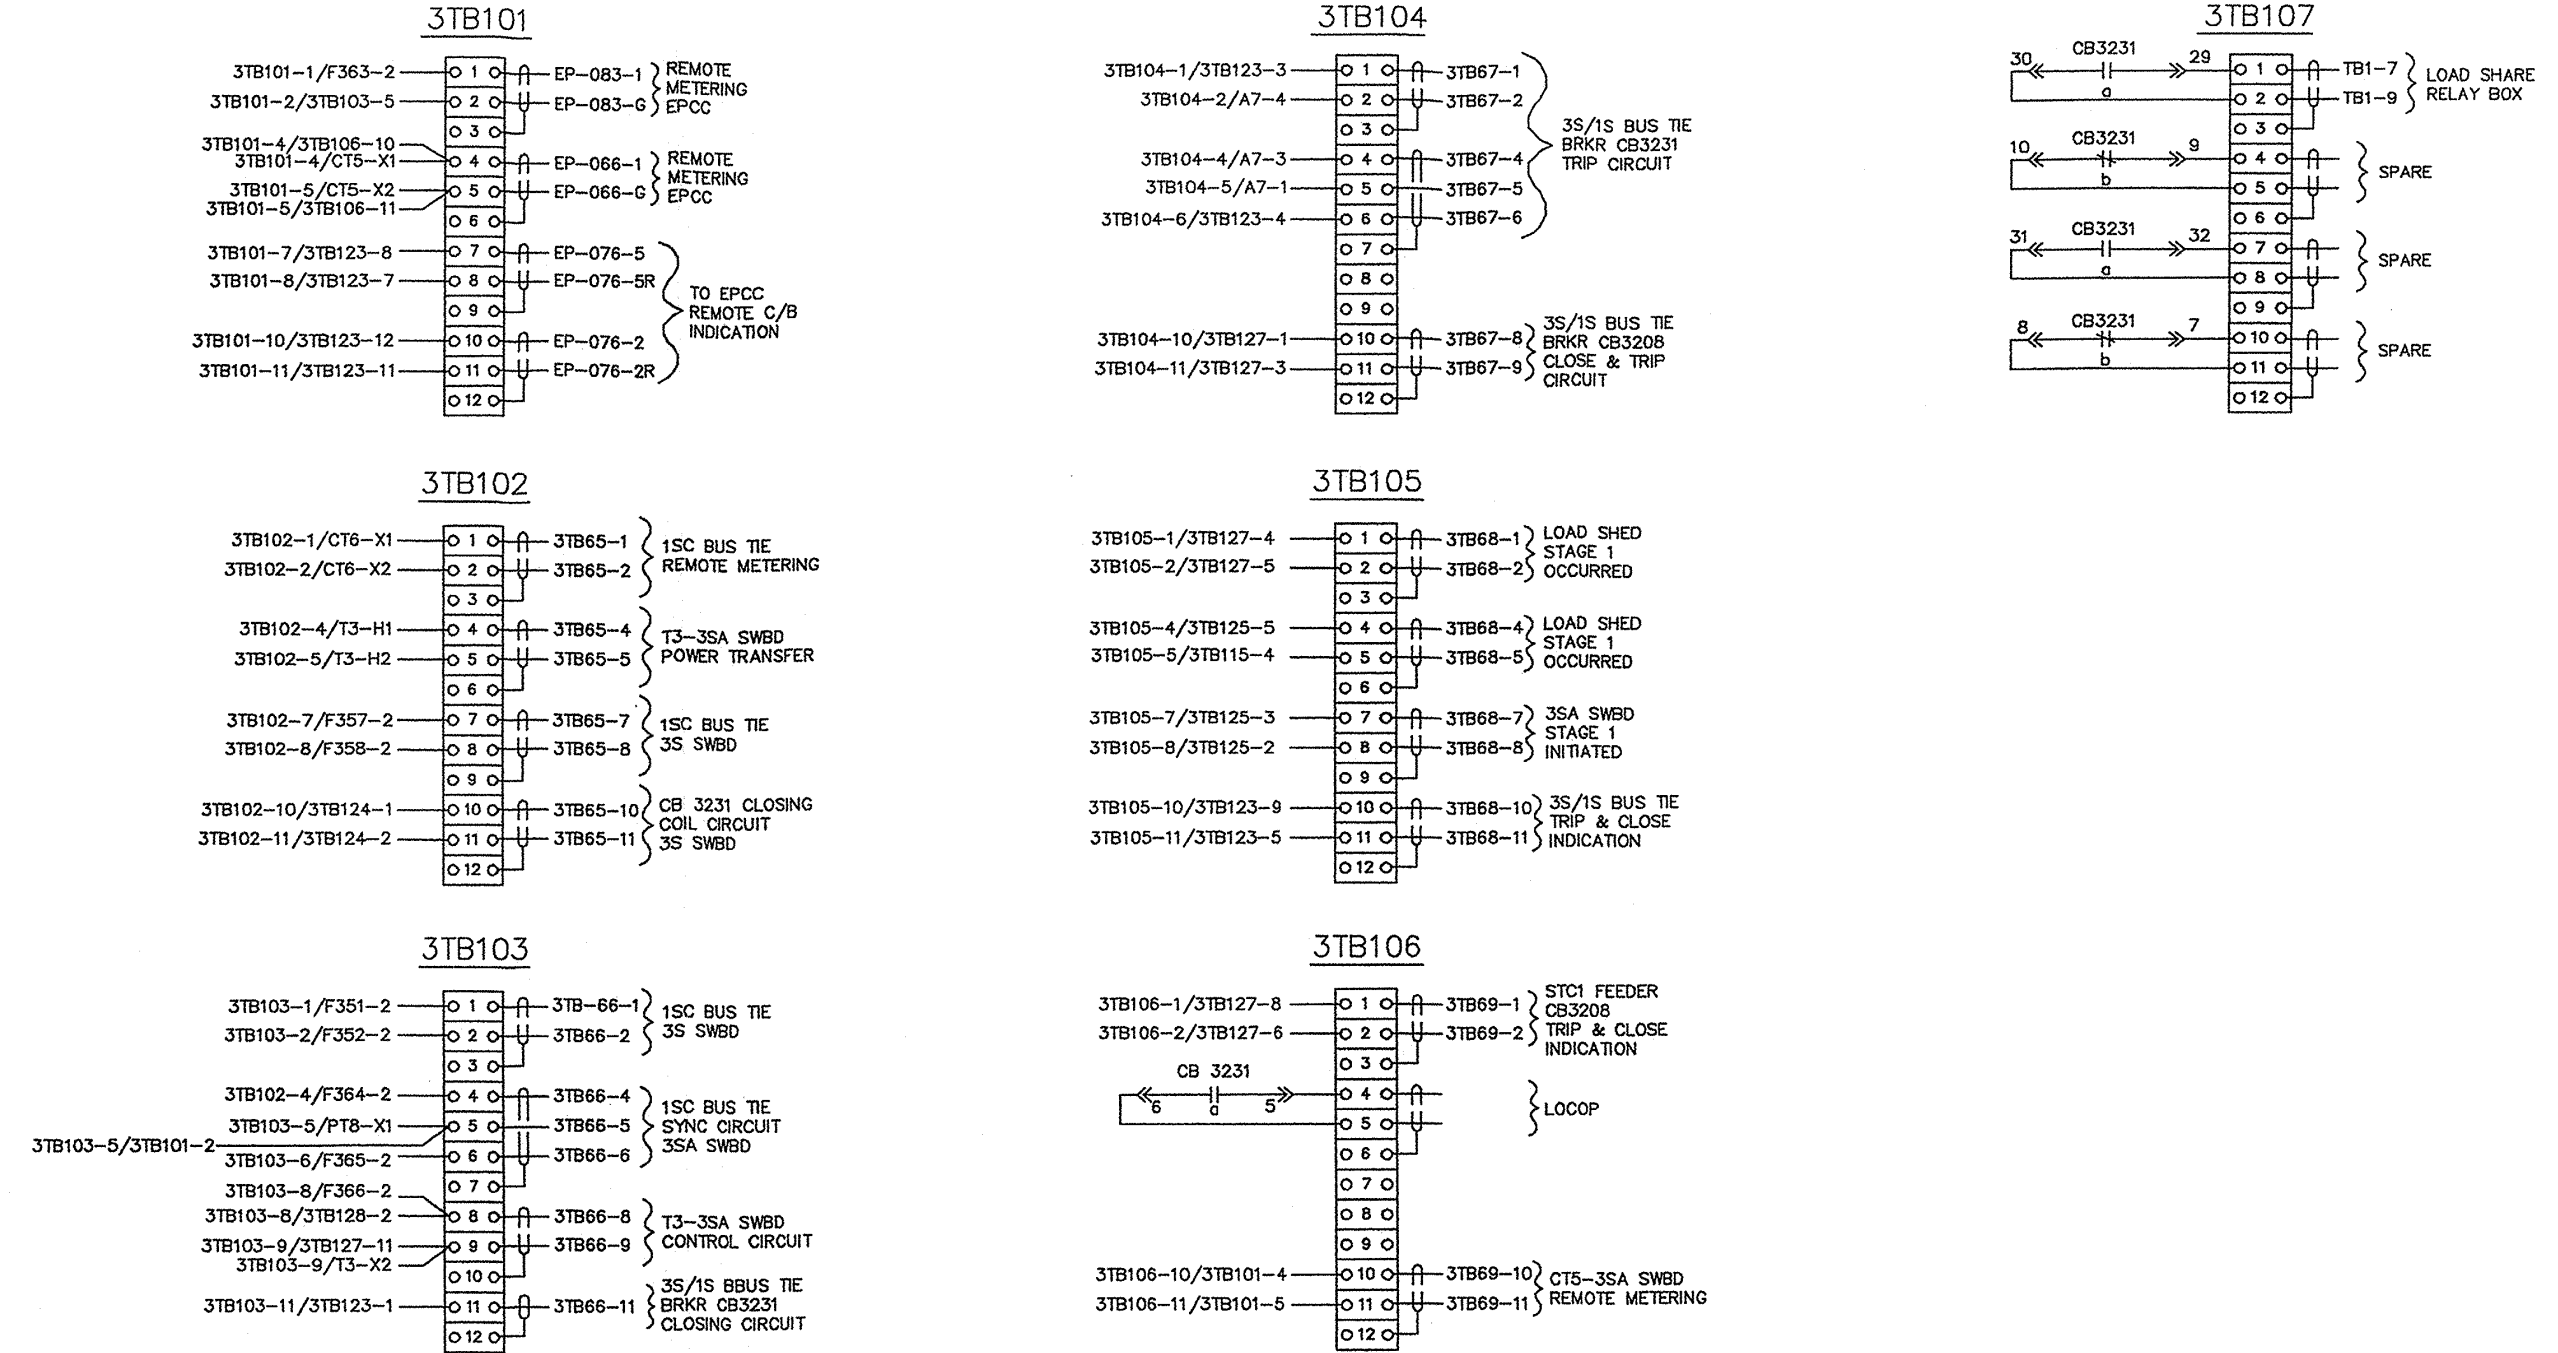 3TB101
3TB101-1/F363-2 1 EP-083-1 REMOTE
METERING
3TB101-2/3TB103-5 2 EP-083-G EPCC
3
3TB101-4/3TB106-10
3TB101-4/CT5-X1 4 EP-066-1 REMOTE
METERING
3TB101-5/CT5-X2 5 EP-066-G EPCC
3TB101-5/3TB106-11
6
3TB101-7/3TB123-8 7 EP-076-5
3TB101-8/3TB123-7 8 EP-076-5R
TO EPCC
9 REMOTE C/B
INDICATION
3TB101-10/3TB123-12 10 EP-076-2
3TB101-11/3TB123-11 11 EP-076-2R
12
3TB102
3TB102-1/CT6-X1 1 3TB65-1 1SC BUS TIE
3TB102-2/CT6-X2 2 3TB65-2 REMOTE METERING
3
3TB102-4/T3-H1 4 3TB65-4 T3-3SA SWBD
3TB102-5/T3-H2 5 3TB65-5 POWER TRANSFER
6
3TB102-7/F357-2 7 3TB65-7 1SC BUS TIE
3TB102-8/F358-2 8 3TB65-8 3S SWBD
9
3TB102-10/3TB124-1 10 3TB65-10 CB 3231 CLOSING
COIL CIRCUIT
3TB102-11/3TB124-2 11 3TB65-11 3S SWBD
12
3TB103
3TB103-1/F351-2 1 3TB-66-1 1SC BUS TIE
3TB103-2/F352-2 2 3TB66-2 3S SWBD
3
3TB102-4/F364-2 4 3TB66-4 1SC BUS TIE
3TB103-5/PT8-X1 5 3TB66-5 SYNC CIRCUIT
3TB103-5/3TB101-2 3SA SWBD
3TB103-6/F365-2 6 3TB66-6
7
3TB103-8/F366-2
3TB103-8/3TB128-2 8 3TB66-8 T3-3SA SWBD
3TB103-9/3TB127-11 9 3TB66-9 CONTROL CIRCUIT
3TB103-9/T3-X2
10 3S/1S BBUS TIE
3TB103-11/3TB123-1 11 3TB66-11 BRKR CB3231
CLOSING CIRCUIT
12
3TB104
3TB104-1/3TB123-3 1 3TB67-1
3TB104-2/A7-4 2 3TB67-2
3 3S/1S BUS TIE
BRKR CB3231
3TB104-4/A7-3 4 3TB67-4 TRIP CIRCUIT
3TB104-5/A7-1 5 3TB67-5
3TB104-6/3TB123-4 6 3TB67-6
7
8
9
3S/1S BUS TIE
3TB104-10/3TB127-1 10 3TB67-8 BRKR CB3208
3TB104-11/3TB127-3 11 3TB67-9 CLOSE & TRIP
CIRCUIT
12
3TB105
3TB105-1/3TB127-4 1 3TB68-1 LOAD SHED
STAGE 1
3TB105-2/3TB127-5 2 3TB68-2 OCCURRED
3
3TB105-4/3TB125-5 4 3TB68-4 LOAD SHED
STAGE 1
3TB105-5/3TB115-4 5 3TB68-5 OCCURRED
6
3TB105-7/3TB125-3 7 3TB68-7 3SA SWBD
STAGE 1
3TB105-8/3TB125-2 8 3TB68-8 INITIATED
9
3TB105-10/3TB123-9 10 3TB68-10 3S/1S BUS TIE
TRIP & CLOSE
3TB105-11/3TB123-5 11 3TB68-11 INDICATION
12
3TB106
STC1 FEEDER
3TB106-1/3TB127-8 1 3TB69-1 CB3208
3TB106-2/3TB127-6 2 3TB69-2 TRIP & CLOSE
INDICATION
3
CB 3231
6 a 5 4 LOCOP
5
6
7
8
9
3TB106-10/3TB101-4 10 3TB69-10 CT5-3SA SWBD
3TB106-11/3TB101-5 11 3TB69-11 REMOTE METERING
12
3TB107
30 CB3231 29 1 TB1-7 LOAD SHARE
a 2 TB1-9 RELAY BOX
3
10 CB3231 9 4 SPARE
b 5
6
31 CB3231 32 7 SPARE
a 8
9
8 CB3231 7 10 SPARE
b 11
12